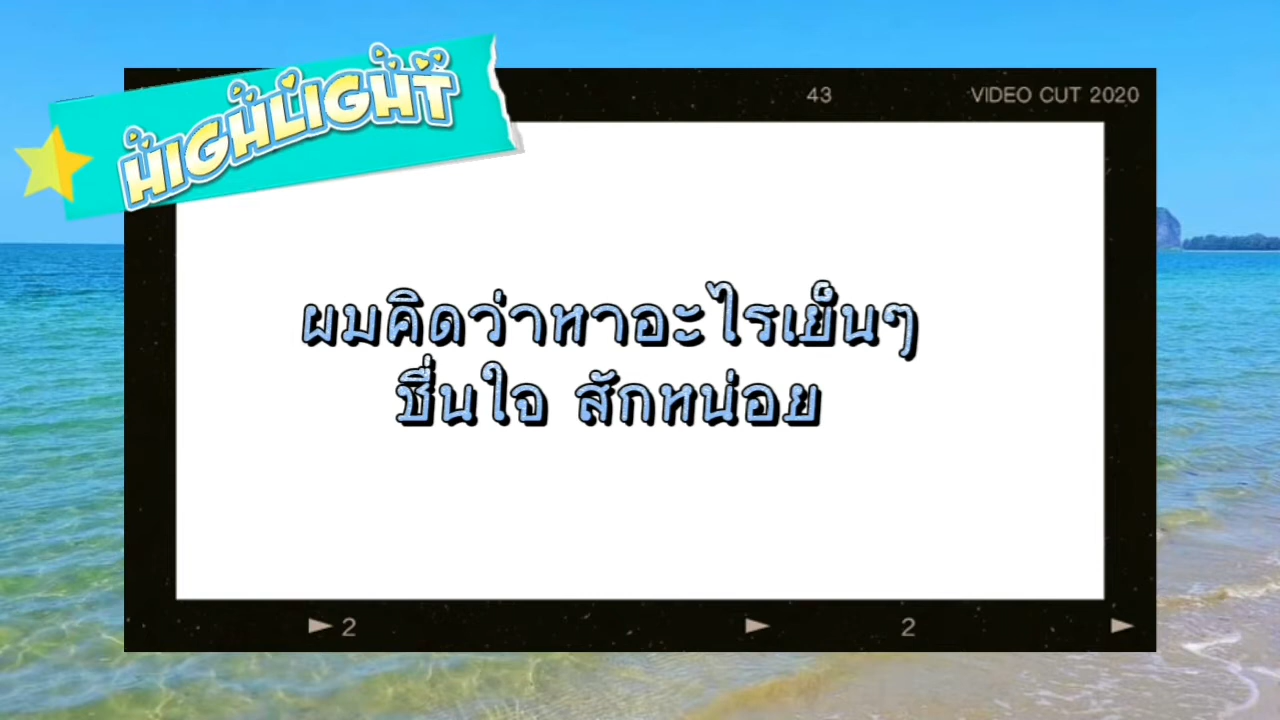 HIGHLIGHT
43 VIDEO CUT 2020
ผมคิดว่าหาอะไรเย็นๆ
ชื่นใจ สักหน่อย
2 2